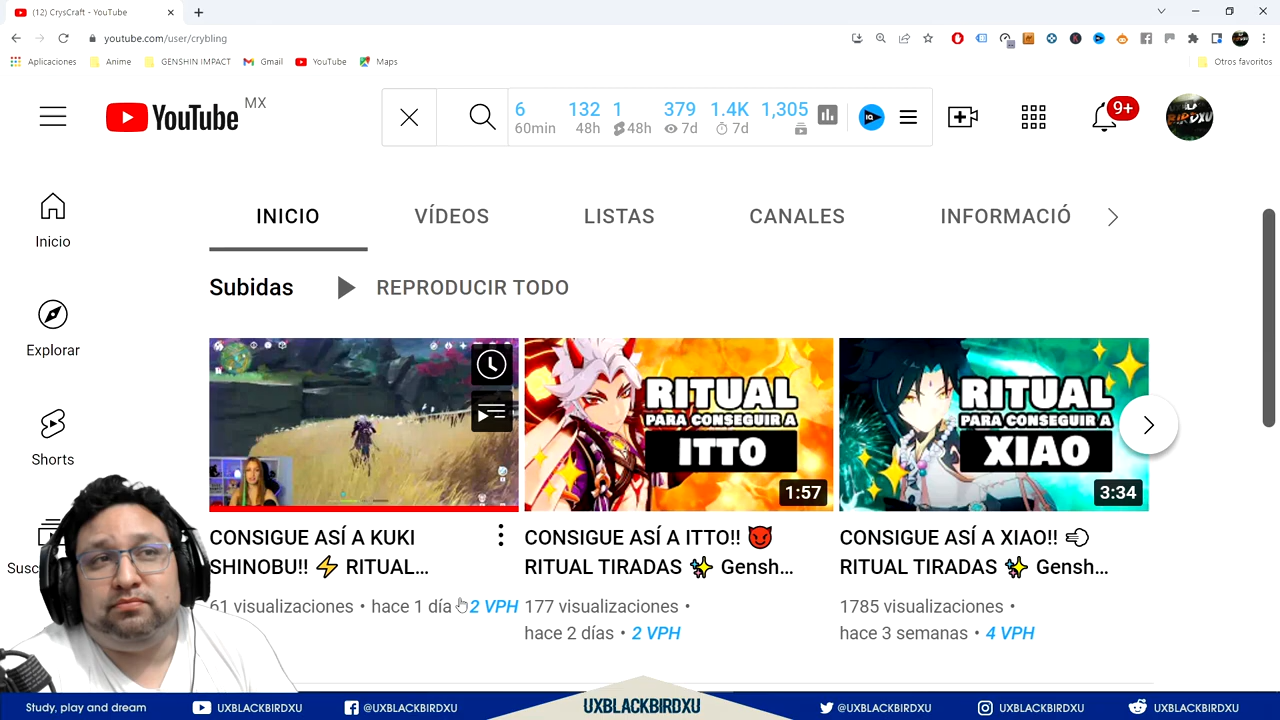 (12) CrysCraft - YouTube
youtube.com/user/crybling
Aplicaciones
Anime
GENSHIN IMPACT
Gmail
YouTube
Maps
Otros favoritos
YouTube MX
6 132 1 379 1.4K 1,305
60min 48h 48h 7d 7d
9+
BIRDXU
INICIO
VÍDEOS
LISTAS
CANALES
INFORMACIÓ
Inicio
Explorar
Shorts
Susc
Subidas
REPRODUCIR TODO
RITUAL
PARA CONSEGUIR A
ITTO
1:57
RITUAL
PARA CONSEGUIR A
XIAO
3:34
CONSIGUE ASÍ A KUKI
SHINOBU!! ⚡ RITUAL...
61 visualizaciones • hace 1 día • 2 VPH
CONSIGUE ASÍ A ITTO!! 😈
RITUAL TIRADAS ✨ Gensh...
177 visualizaciones •
hace 2 días • 2 VPH
CONSIGUE ASÍ A XIAO!! 💨
RITUAL TIRADAS ✨ Gensh...
1785 visualizaciones •
hace 3 semanas • 4 VPH
Study, play and dream
UXBLACKBIRDXU
@UXBLACKBIRDXU
UXBLACKBIRDXU
@UXBLACKBIRDXU
UXBLACKBIRDXU
UXBLACKBIRDXU